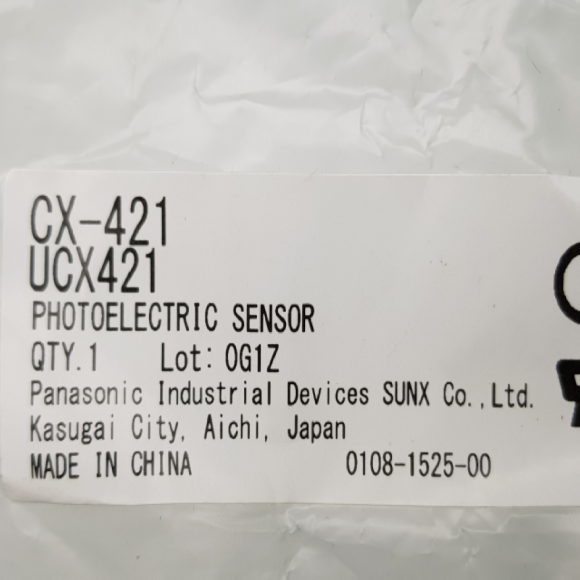 CX-421
UCX421
PHOTOELECTRIC SENSOR
QTY.1 Lot: 0G1Z
Panasonic Industrial Devices SUNX Co.,Ltd.
Kasugai City, Aichi, Japan
MADE IN CHINA 0108-1525-00